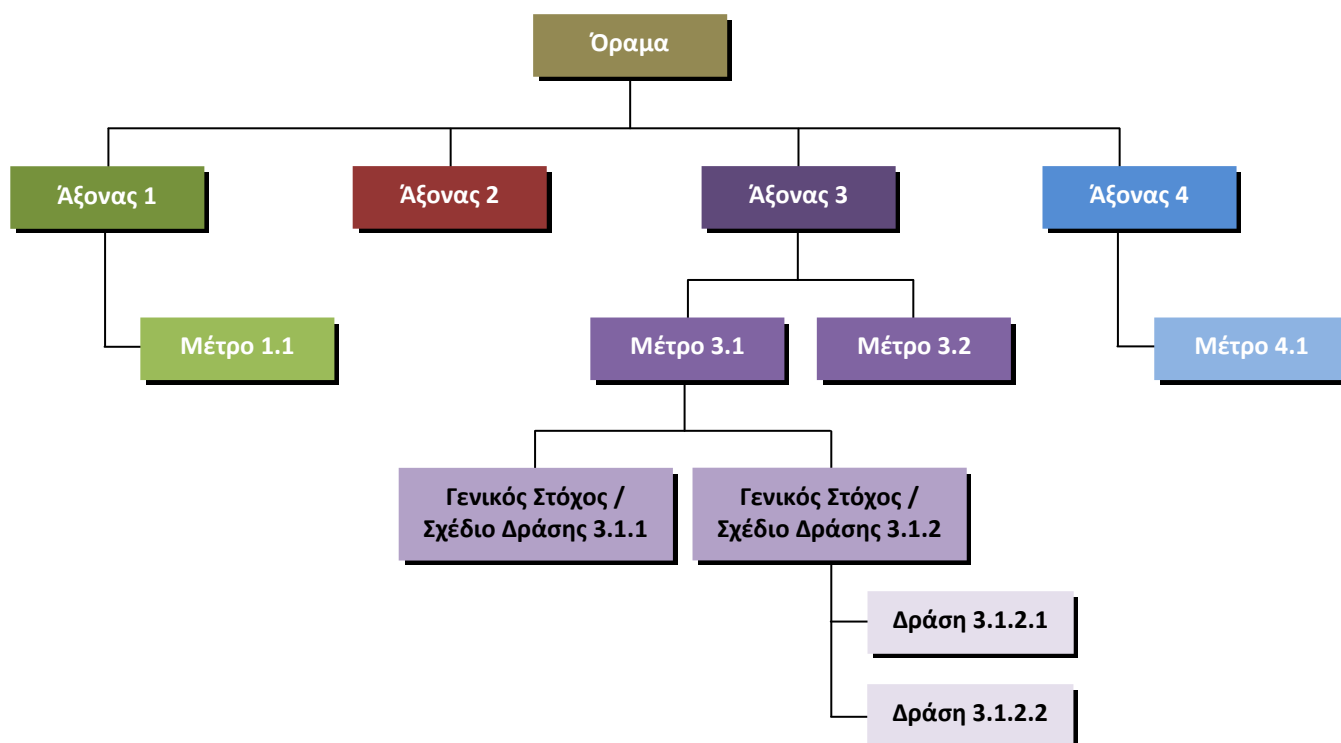 Όραμα
Άξονας 1
Άξονας 2
Άξονας 3
Άξονας 4
Μέτρο 1.1
Μέτρο 3.1
Μέτρο 3.2
Μέτρο 4.1
Γενικός Στόχος /
Σχέδιο Δράσης 3.1.1
Γενικός Στόχος /
Σχέδιο Δράσης 3.1.2
Δράση 3.1.2.1
Δράση 3.1.2.2